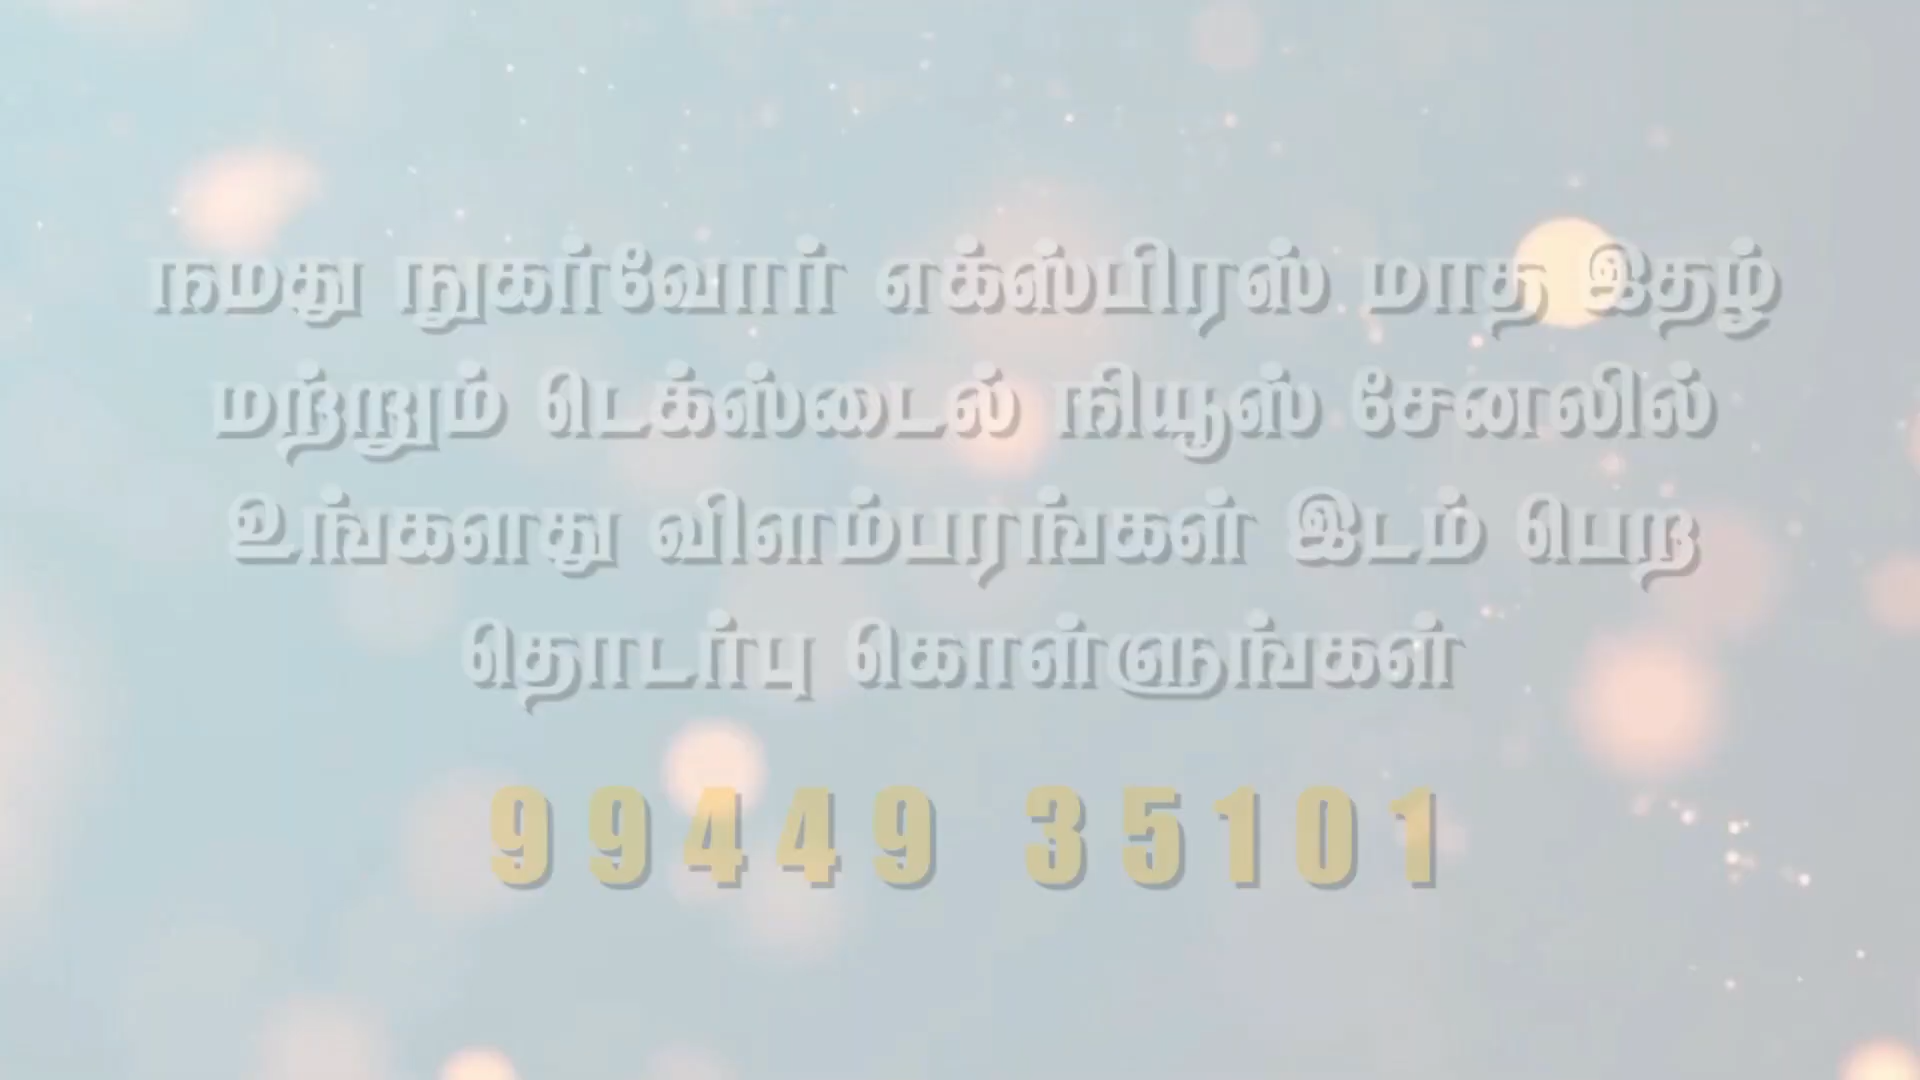 நமது நுகர்வோர் எக்ஸ்பிரஸ் மாத இதழ்
மற்றும் டெக்ஸ்டைல் நியூஸ் சேனலில்
உங்களது விளம்பரங்கள் இடம் பெற
தொடர்பு கொள்ளுங்கள்
99449 35101